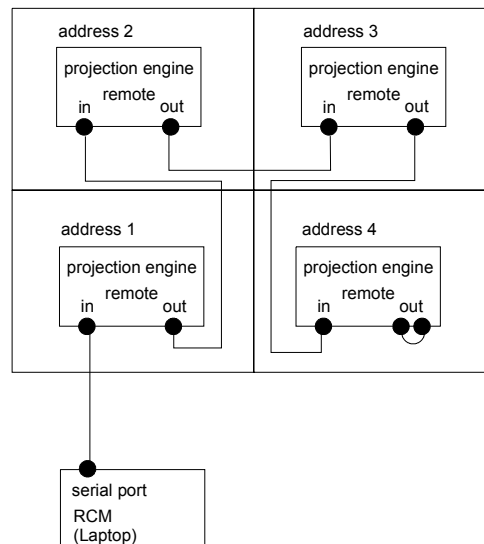 address 2
projection engine
remote
in
out
address 3
projection engine
remote
in
out
address 1
projection engine
remote
in
out
address 4
projection engine
remote
in
out
serial port
RCM
(Laptop)